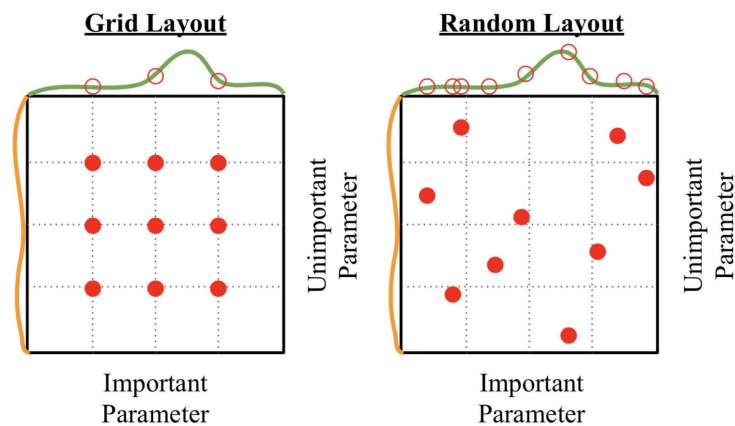 Grid Layout
Random Layout
Unimportant
Parameter
Unimportant
Parameter
Important
Parameter
Important
Parameter